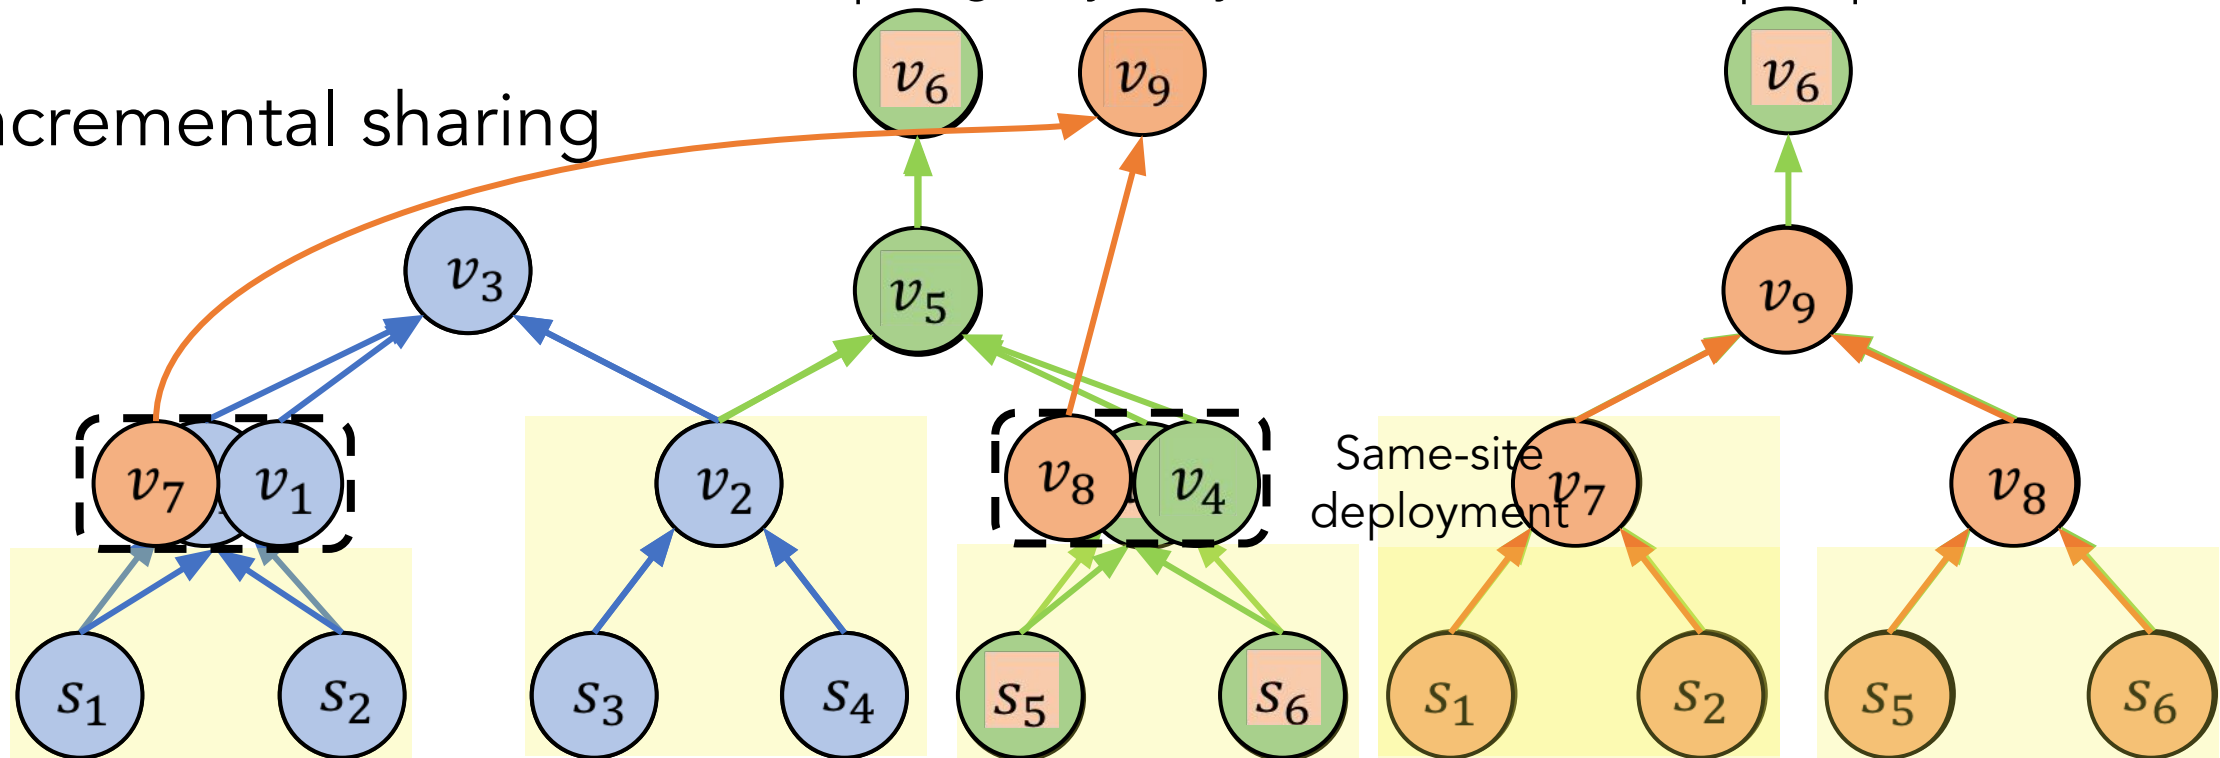 v6 v9 v6
ncremental sharing
v3 v5 v9
v7 v1 v2 v8 v4 Same-site v7 v8
deployment
s1 s2 s3 s4 s5 s6 s1 s2 s5 s6